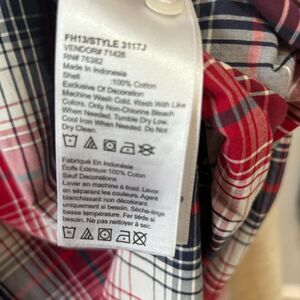 FH13/STYLE 3117J
VENDOR# 71426
RN# 76382
Made In Indonesia
Shell :100% Cotton
Exclusive Of Decoration
Machine Wash Cold. Wash With Like
Colors. Only Non-Chlorine Bleach
When Needed. Tumble Dry Low.
Cool Iron When Needed. Do Not
Dry Clean.
Fabriqué En Indonésie
Étoffe Extérieure:100% Coton
Sauf Decorations
Laver en machine à froid. Laver
en séparant les couleurs. Agent
blanchissant non décolorant
uniquement si besoin. Sèche-linge
basse température. Fer tiède si
besoin. Ne pas nettoyer à sec.